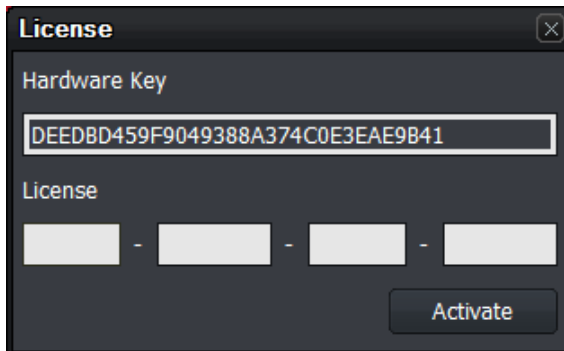 License
Hardware Key
DEEDBD459F9049388A374C0E3EAE9B41
License
- - -
Activate